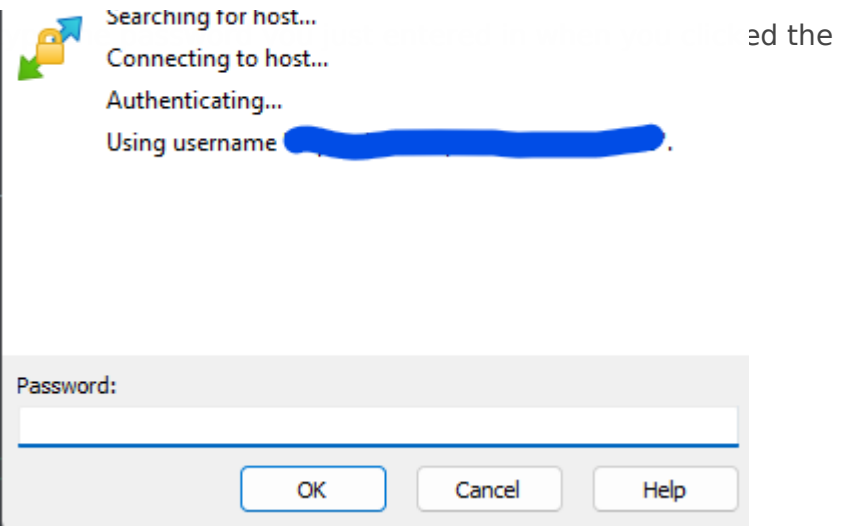 Searching for host...
ed the
Connecting to host...
Authenticating...
Using username .
Password:
OK Cancel Help